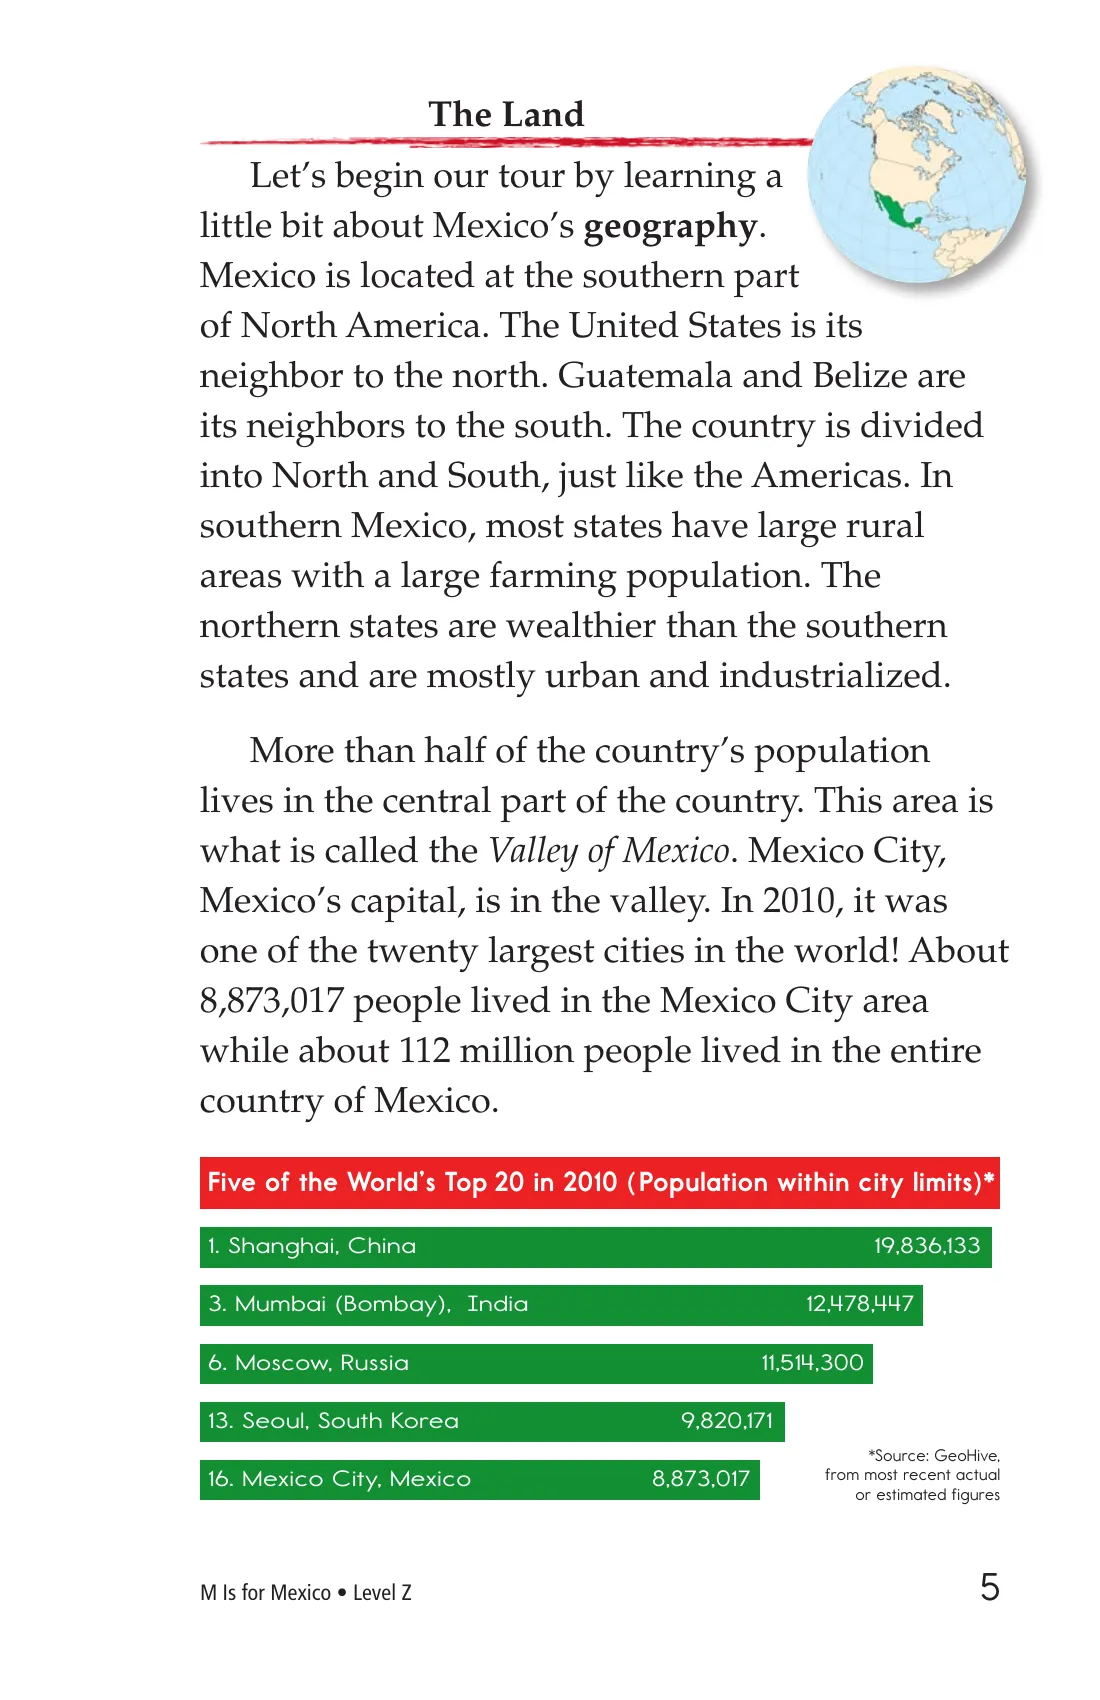 The Land
Let’s begin our tour by learning a
little bit about Mexico’s geography.
Mexico is located at the southern part
of North America. The United States is its
neighbor to the north. Guatemala and Belize are
its neighbors to the south. The country is divided
into North and South, just like the Americas. In
southern Mexico, most states have large rural
areas with a large farming population. The
northern states are wealthier than the southern
states and are mostly urban and industrialized.
More than half of the country’s population
lives in the central part of the country. This area is
what is called the Valley of Mexico. Mexico City,
Mexico’s capital, is in the valley. In 2010, it was
one of the twenty largest cities in the world! About
8,873,017 people lived in the Mexico City area
while about 112 million people lived in the entire
country of Mexico.
Five of the World’s Top 20 in 2010 (Population within city limits)*
1. Shanghai, China 19,836,133
3. Mumbai (Bombay), India 12,478,447
6. Moscow, Russia 11,514,300
13. Seoul, South Korea 9,820,171
16. Mexico City, Mexico 8,873,017
*Source: GeoHive,
from most recent actual
or estimated figures
M Is for Mexico • Level Z
5